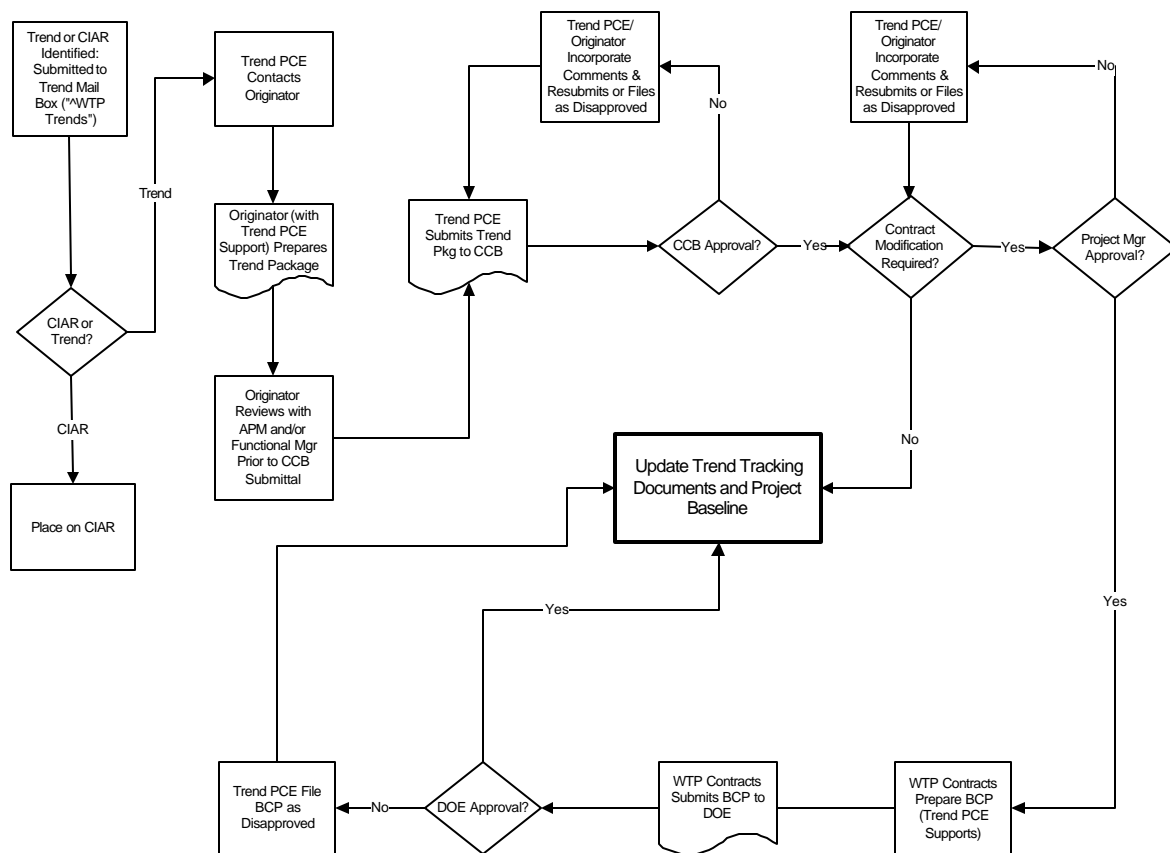 Trend or CIAR
Identified:
Submitted to
Trend Mail
Box ("^WTP
Trends")
Trend PCE
Contacts
Originator
Trend PCE/
Originator
Incorporate
Comments &
Resubmits or Files
as Disapproved
Trend PCE/
Originator
Incorporate
Comments &
Resubmits or Files
as Disapproved
No
No
Trend
Originator (with
Trend PCE
Support) Prepares
Trend Package
Trend PCE
Submits Trend
Pkg to CCB
CCB Approval?
Yes
Contract
Modification
Required?
Yes
Project Mgr
Approval?
CIAR or
Trend?
Originator
Reviews with
APM and/or
Functional Mgr
Prior to CCB
Submittal
CIAR
No
Update Trend Tracking
Documents and Project
Baseline
Place on CIAR
Yes
Yes
Trend PCE File
BCP as
Disapproved
No
DOE Approval?
WTP Contracts
Submits BCP to
DOE
WTP Contracts
Prepare BCP
(Trend PCE
Supports)